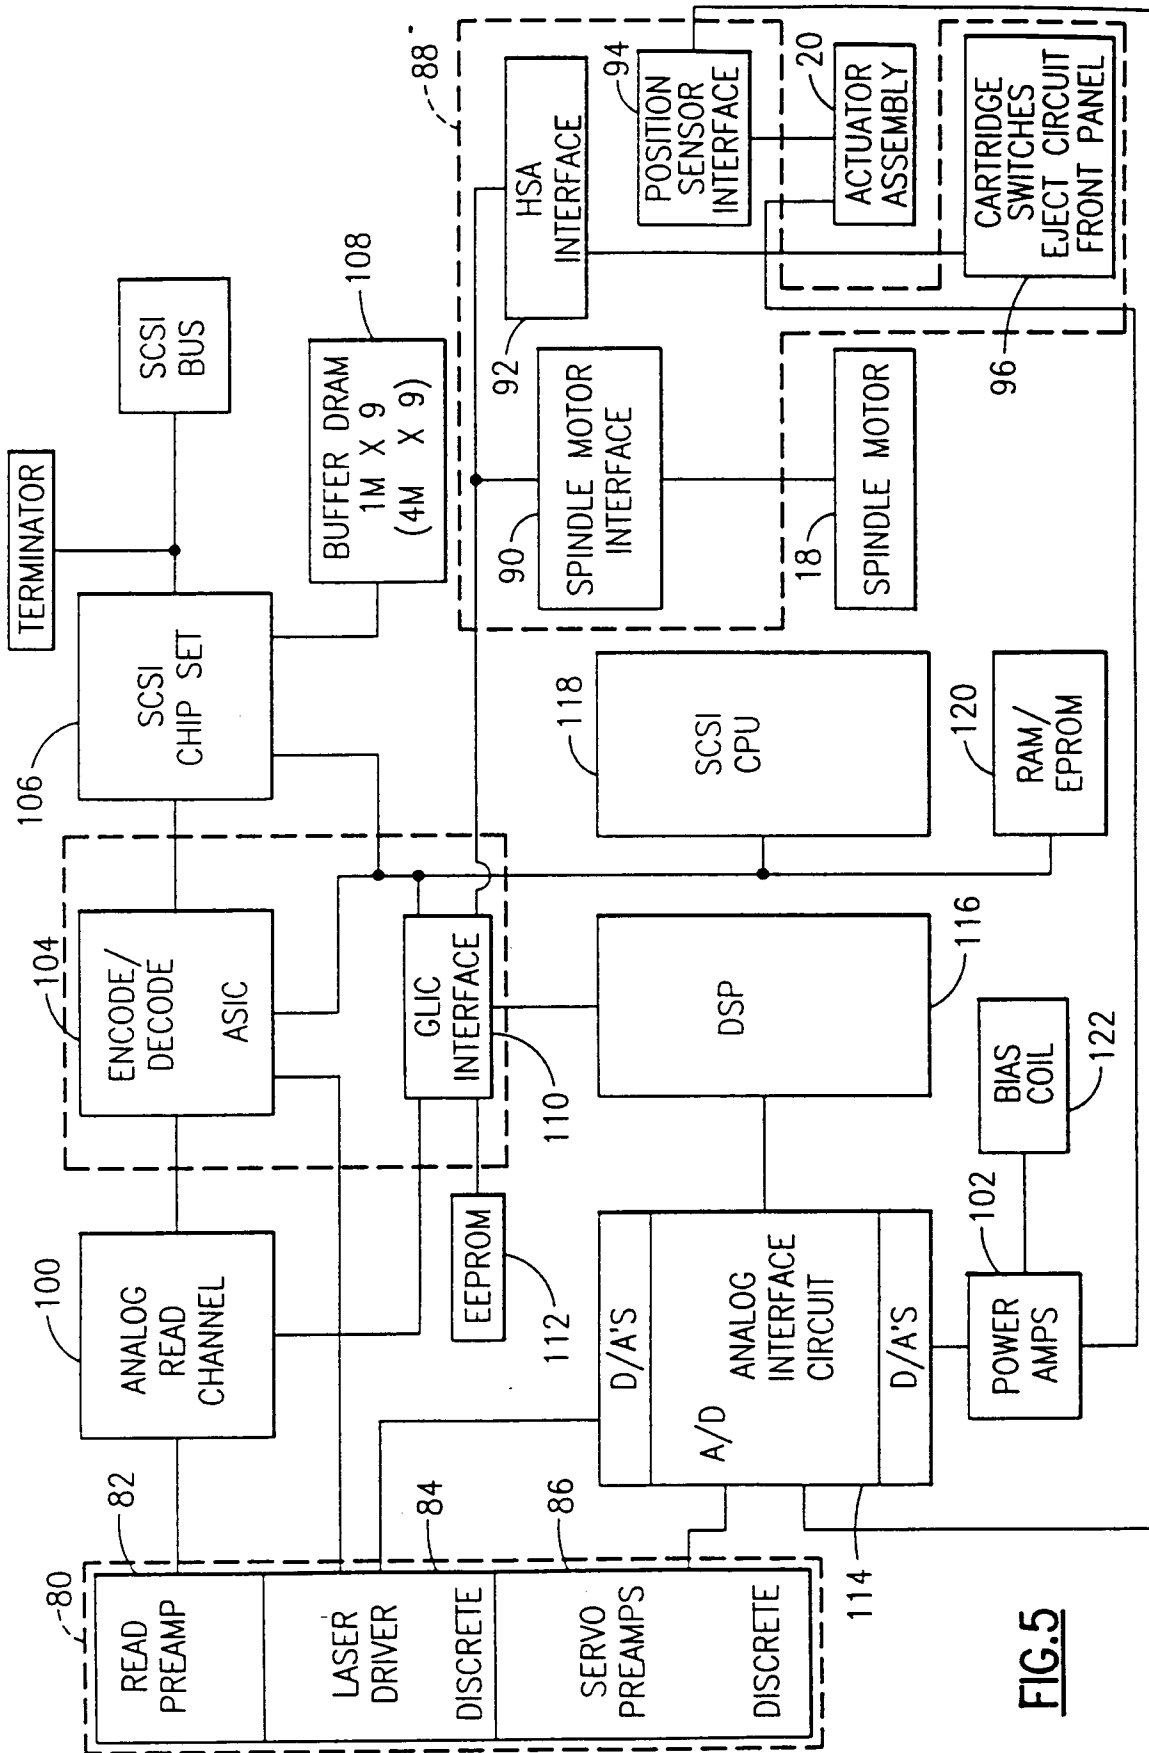 80
READ
PREAMP
82
LASER
DRIVER
DISCRETE
84
SERVO
PREAMPS
DISCRETE
86
100
ANALOG
READ
CHANNEL
104
ENCODE/
DECODE
ASIC
106
SCSI
CHIP SET
TERMINATOR
SCSI
BUS
BUFFER DRAM
1M X 9
(4M X 9)
108
EEPROM
112
GLIC
INTERFACE
110
88
HSA
INTERFACE
92
SPINDLE MOTOR
INTERFACE
90
POSITION
SENSOR
INTERFACE
94
D/A'S
A/D
ANALOG
INTERFACE
CIRCUIT
D/A'S
114
DSP
116
SCSI
CPU
118
SPINDLE MOTOR
18
ACTUATOR
ASSEMBLY
20
CARTRIDGE
SWITCHES
EJECT CIRCUIT
FRONT PANEL
96
POWER
AMPS
102
BIAS
COIL
122
RAM/
EPROM
120
FIG.5